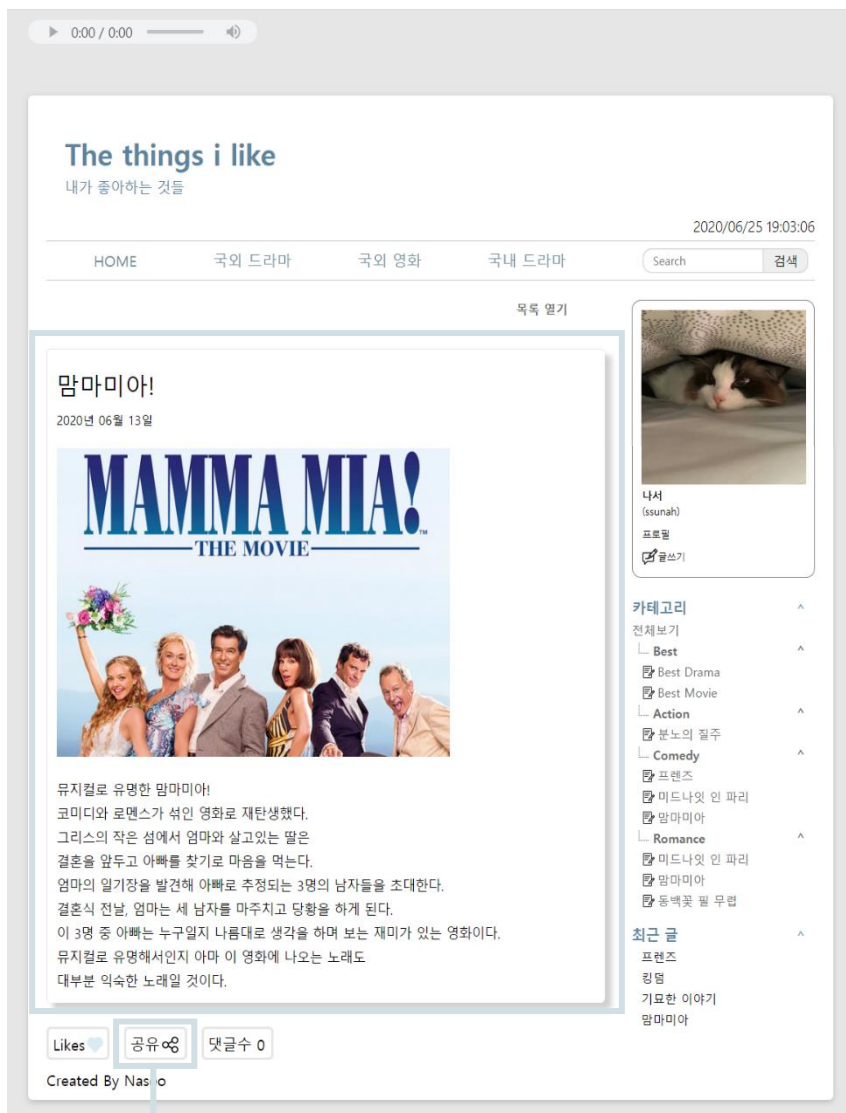 0:00 / 0:00
The things i like
내가 좋아하는 것들
2020/06/25 19:03:06
HOME 국외 드라마 국외 영화 국내 드라마 Search 검색
목록 열기
맘마미아!
2020년 06월 13일
MAMMA MIA!
THE MOVIE
TM
뮤지컬로 유명한 맘마미아!
코미디와 로멘스가 섞인 영화로 재탄생했다.
그리스의 작은 섬에서 엄마와 살고있는 딸은
결혼을 앞두고 아빠를 찾기로 마음을 먹는다.
엄마의 일기장을 발견해 아빠로 추정되는 3명의 남자들을 초대한다.
결혼식 전날, 엄마는 세 남자를 마주치고 당황을 하게 된다.
이 3명 중 아빠는 누구일지 나름대로 생각을 하며 보는 재미가 있는 영화이다.
뮤지컬로 유명해서인지 아마 이 영화에 나오는 노래도
대부분 익숙한 노래일 것이다.
Likes 공유 댓글수 0
Created By
나서
(ssunah)
프로필
글쓰기
카테고리 ^
전체보기
Best ^
Best Drama
Best Movie
Action ^
분노의 질주
Comedy ^
프렌즈
미드나잇 인 파리
맘마미아
Romance ^
미드나잇 인 파리
맘마미아
동백꽃 필 무렵
최근 글 ^
프렌즈
킹덤
기묘한 이야기
맘마미아